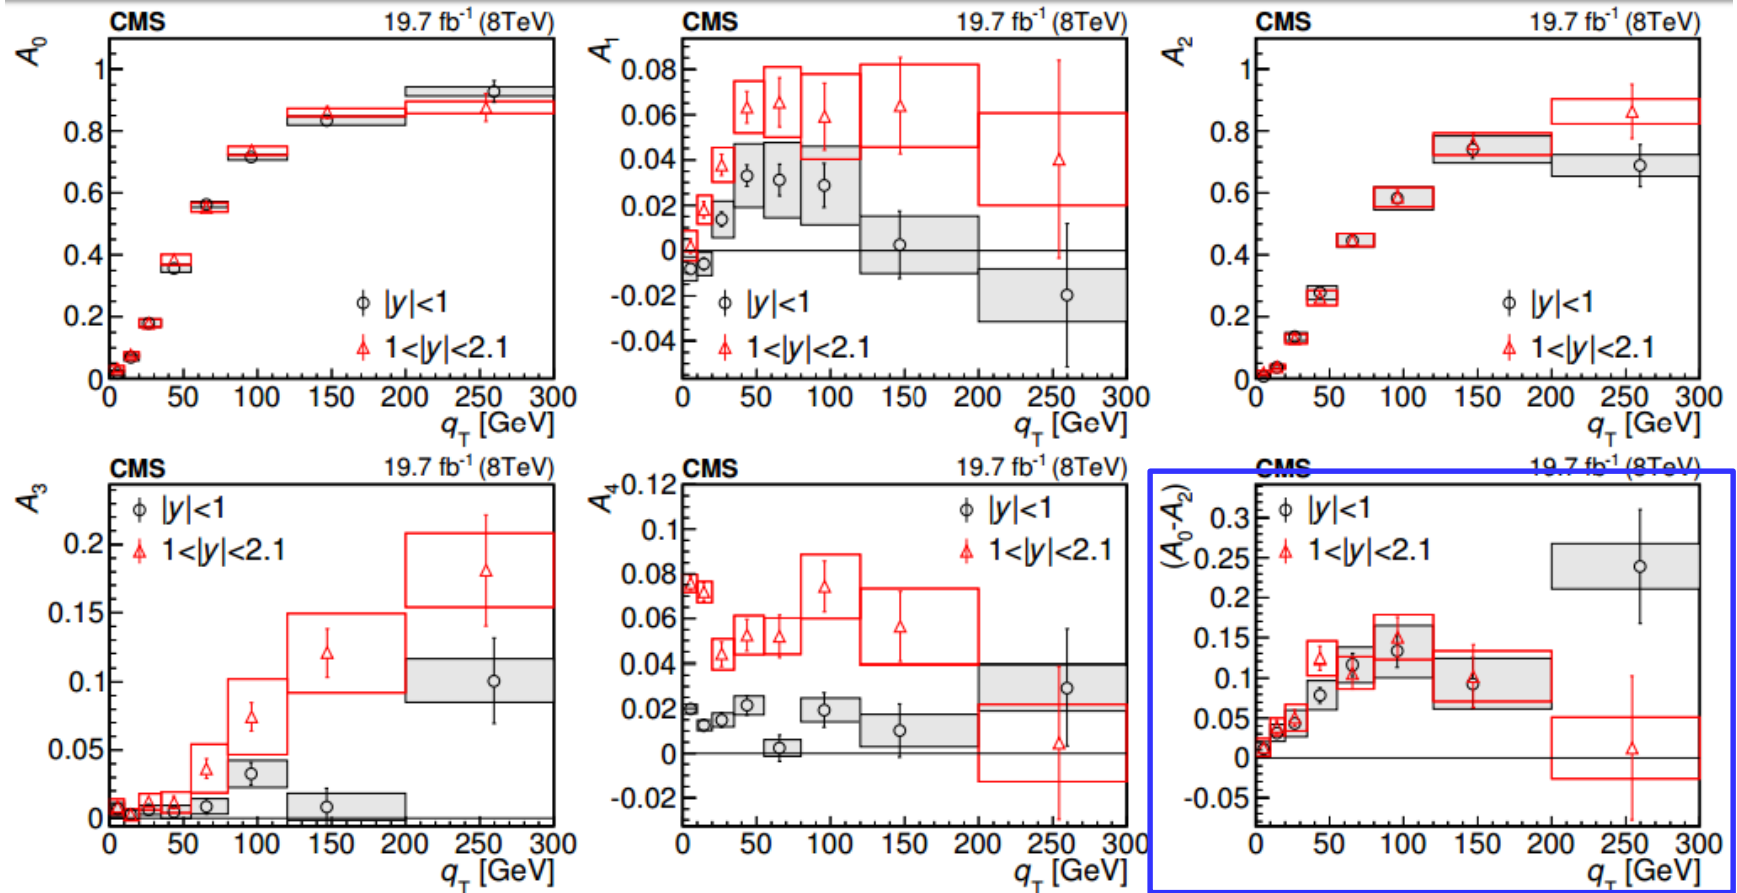 CMS 19.7 fb⁻¹ (8TeV)
A₀
1
0.8
0.6
0.4
0.2
0
|y|<1
1<|y|<2.1
0 50 100 150 200 250 300
q_T [GeV]
CMS 19.7 fb⁻¹ (8TeV)
A₁
0.08
0.06
0.04
0.02
0
-0.02
-0.04
|y|<1
1<|y|<2.1
0 50 100 150 200 250 300
q_T [GeV]
CMS 19.7 fb⁻¹ (8TeV)
A₂
1
0.8
0.6
0.4
0.2
0
|y|<1
1<|y|<2.1
0 50 100 150 200 250 300
q_T [GeV]
CMS 19.7 fb⁻¹ (8TeV)
A₃
|y|<1
1<|y|<2.1
0.2
0.15
0.1
0.05
0
0 50 100 150 200 250 300
q_T [GeV]
CMS 19.7 fb⁻¹ (8TeV)
A₄
|y|<1
1<|y|<2.1
0.12
0.1
0.08
0.06
0.04
0.02
0
-0.02
0 50 100 150 200 250 300
q_T [GeV]
CMS 19.7 fb⁻¹ (8TeV)
(A₀-A₂)
|y|<1
1<|y|<2.1
0.3
0.25
0.2
0.15
0.1
0.05
0
-0.05
0 50 100 150 200 250 300
q_T [GeV]